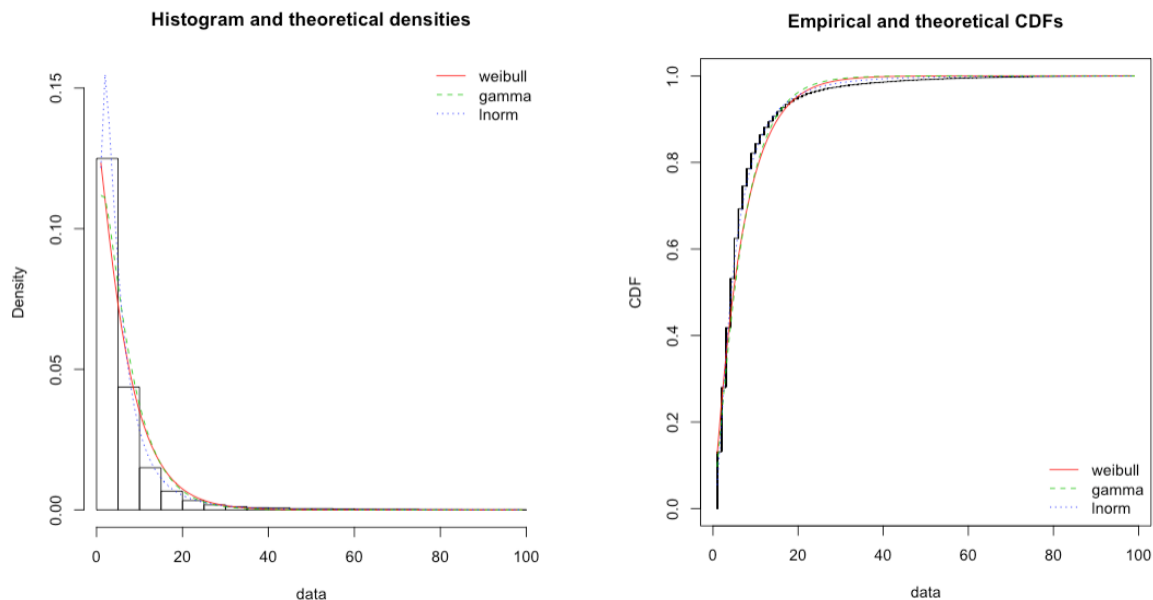 Histogram and theoretical densities
Density
0.00
0.05
0.10
0.15
weibull
gamma
lnorm
0
20
40
60
80
100
data
Empirical and theoretical CDFs
CDF
0.0
0.2
0.4
0.6
0.8
1.0
weibull
gamma
lnorm
0
20
40
60
80
100
data